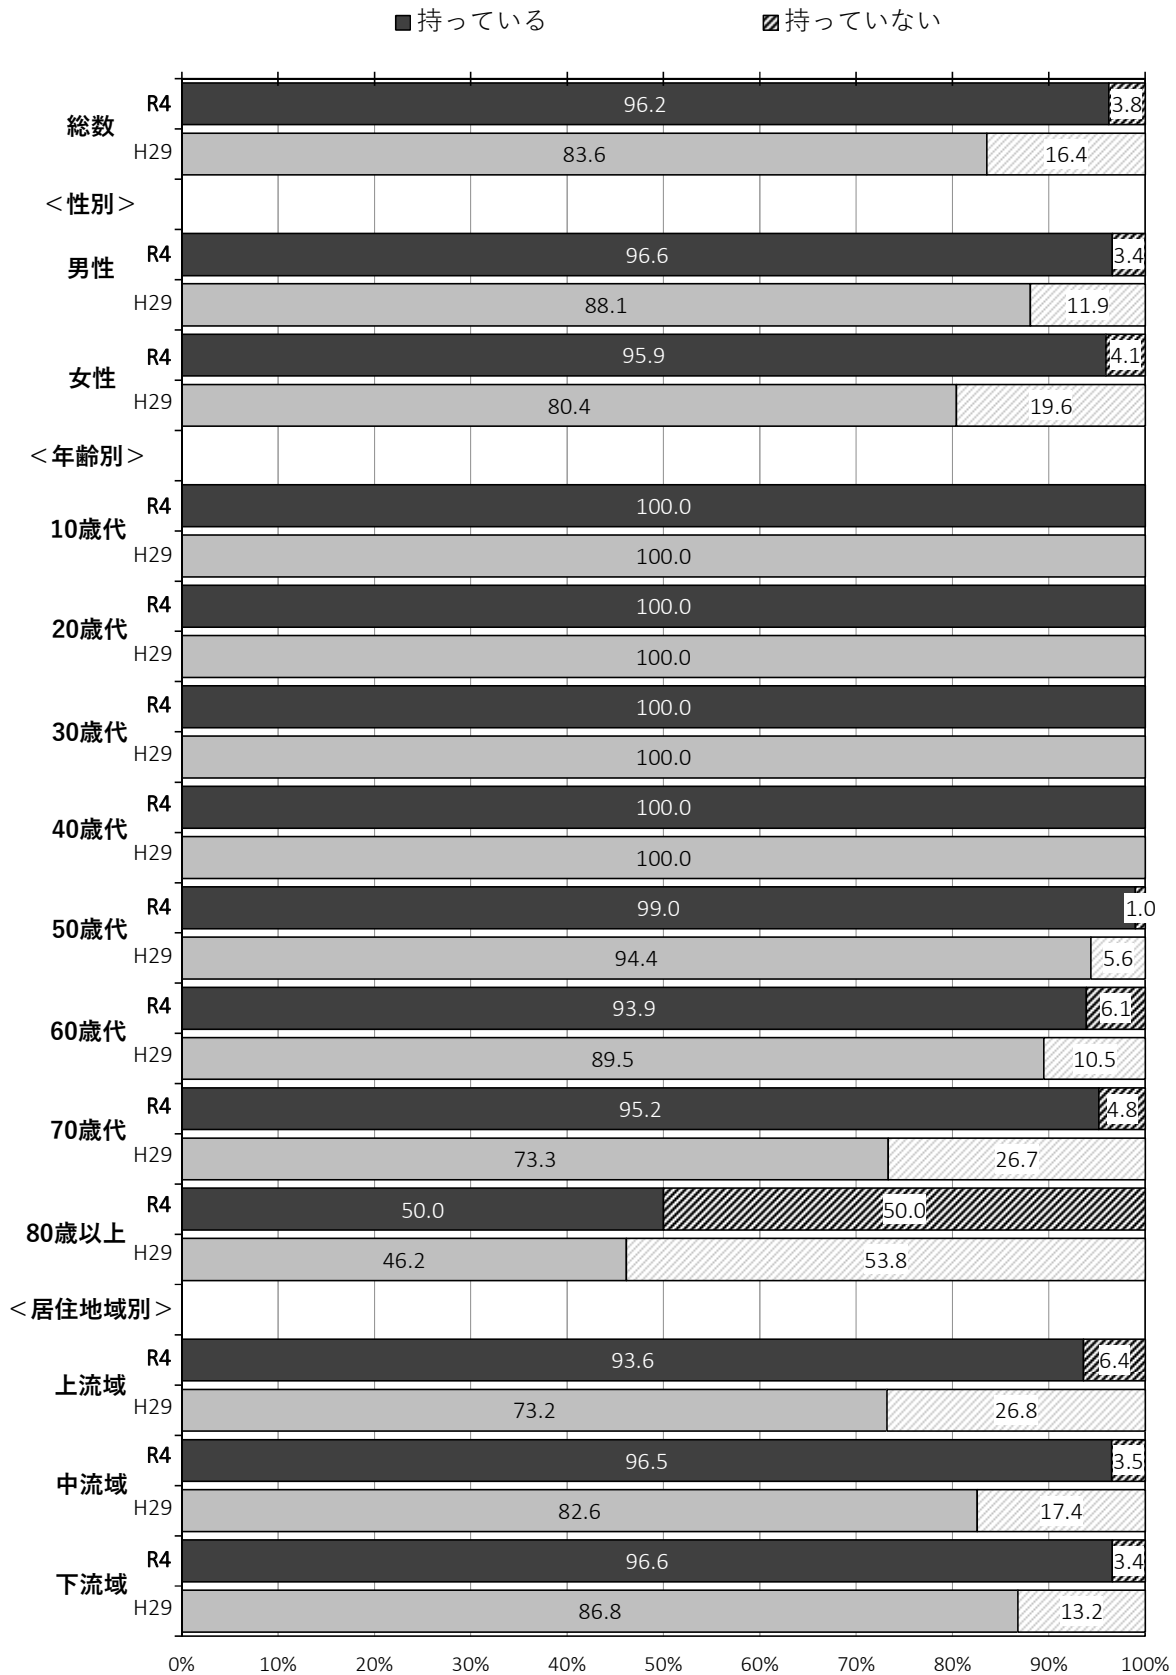 持っている 持っていない
総数
R4 96.2 3.8
H29 83.6 16.4
＜性別＞
男性
R4 96.6 3.4
H29 88.1 11.9
女性
R4 95.9 4.1
H29 80.4 19.6
＜年齢別＞
10歳代
R4 100.0
H29 100.0
20歳代
R4 100.0
H29 100.0
30歳代
R4 100.0
H29 100.0
40歳代
R4 100.0
H29 100.0
50歳代
R4 99.0 1.0
H29 94.4 5.6
60歳代
R4 93.9 6.1
H29 89.5 10.5
70歳代
R4 95.2 4.8
H29 73.3 26.7
80歳以上
R4 50.0 50.0
H29 46.2 53.8
＜居住地域別＞
上流域
R4 93.6 6.4
H29 73.2 26.8
中流域
R4 96.5 3.5
H29 82.6 17.4
下流域
R4 96.6 3.4
H29 86.8 13.2
0% 10% 20% 30% 40% 50% 60% 70% 80% 90% 100%